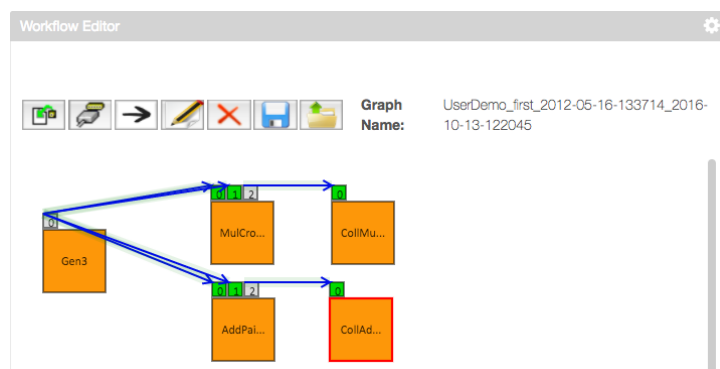 Workflow Editor
Graph Name:
UserDemo_first_2012-05-16-133714_2016-
10-13-122045
0 1 2
0
0
MulCro...
CollMu...
Gen3
0 1 2
0
AddPai...
CollAd...